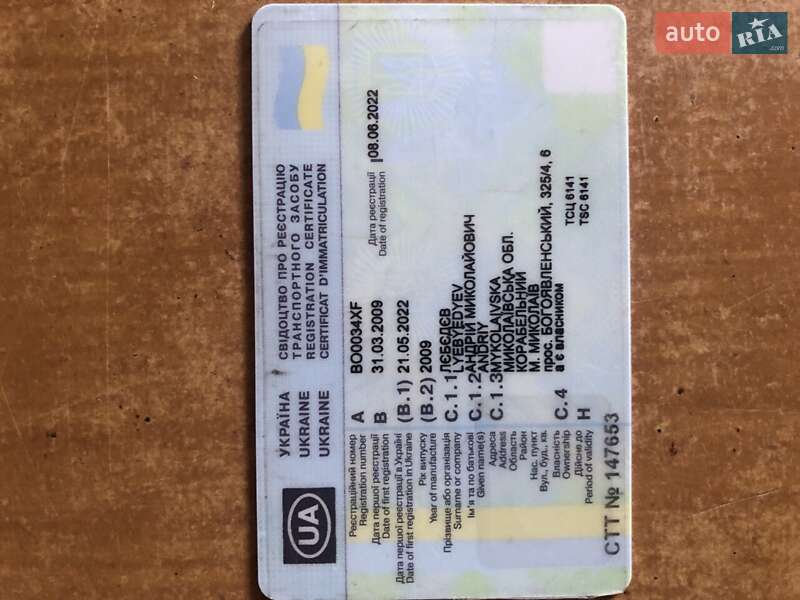 auto RIA .com
UA
УКРАЇНА
UKRAINE
UKRAINE
СВІДОЦТВО ПРО РЕЄСТРАЦІЮ
ТРАНСПОРТНОГО ЗАСОБУ
REGISTRATION CERTIFICATE
CERTIFICAT D'IMMATRICULATION
Реєстраційний номер
Registration number
A BO0034XF
Дата першої реєстрації
Date of first registration
B 31.03.2009
Дата реєстрації
Date of registration
08.06.2022
Дата першої реєстрації в Україні
Date of first registration in Ukraine
(B.1) 21.05.2022
Рік випуску
Year of manufacture
(B.2) 2009
Прізвище або організація
Surname or company
C.1.1 ЛЄБЄДЄВ
LYEBYEDYEV
Ім'я та по батькові
Given name(s)
C.1.2 АНДРІЙ МИКОЛАЙОВИЧ
ANDRIY
Адреса
Address
C.1.3 MYKOLAIVSKA
Область
МИКОЛАЇВСЬКА ОБЛ.
Район
КОРАБЕЛЬНИЙ
Нас. пункт
М. МИКОЛАЇВ
Вул., буд., кв.
прос. БОГОЯВЛЕНСЬКИЙ, 325/4, 6
Власність
Ownership
C.4 а є власником
Дійсне до
Period of validity
H
ТСЦ 6141
TSC 6141
СТТ № 147653